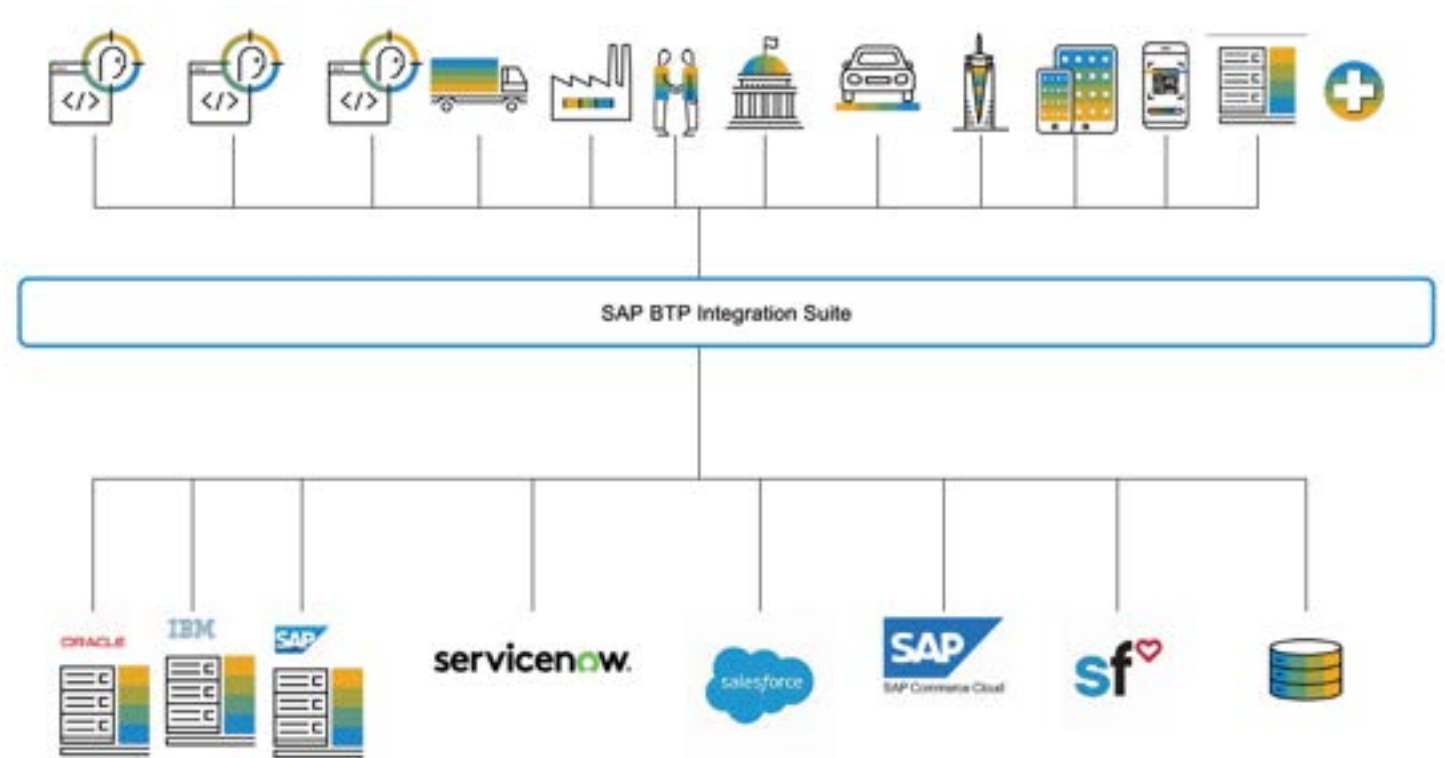 </>
</>
</>
SAP BTP Integration Suite
ORACLE
IBM
SAP
servicenow.
salesforce
SAP
SAP Commerce Cloud
sf